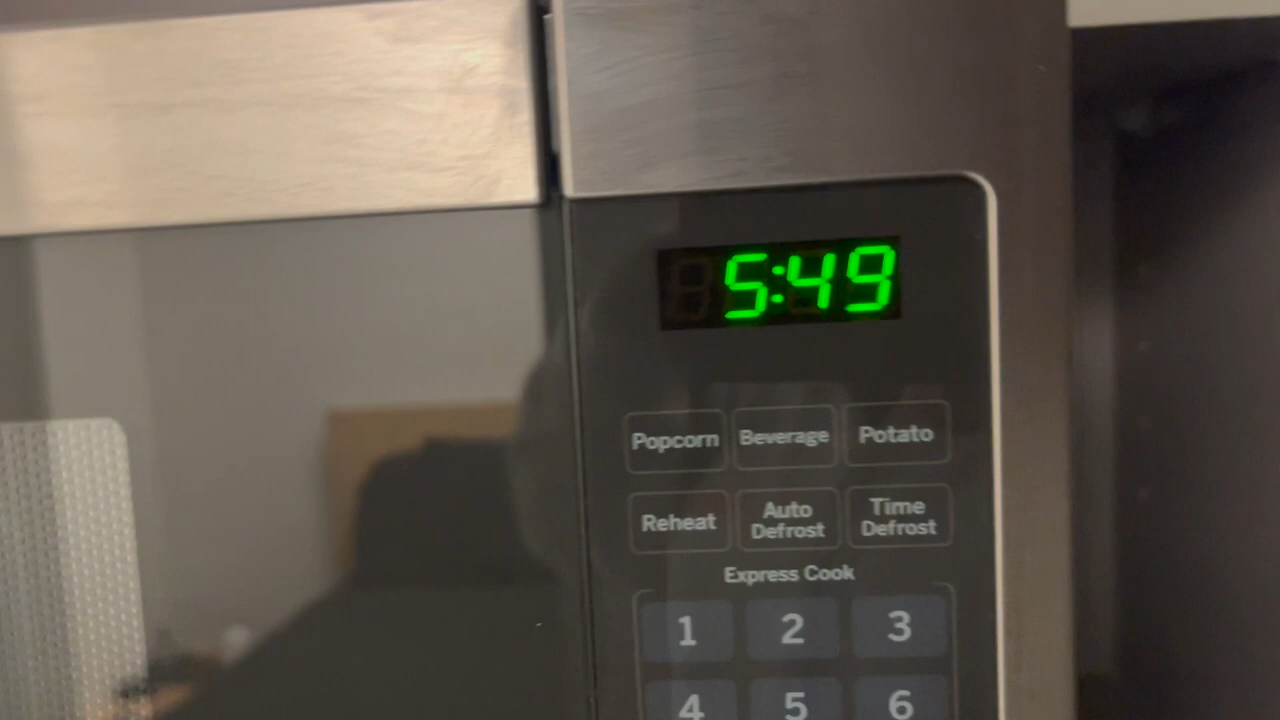 5:49
Popcorn Beverage Potato
Reheat Auto Defrost Time Defrost
Express Cook
1 2 3
4 5 6